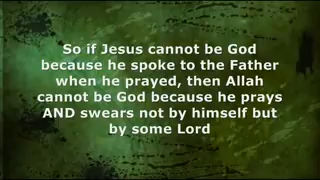 So if Jesus cannot be God
because he spoke to the Father
when he prayed, then Allah
cannot be God because he prays
AND swears not by himself but
by some Lord